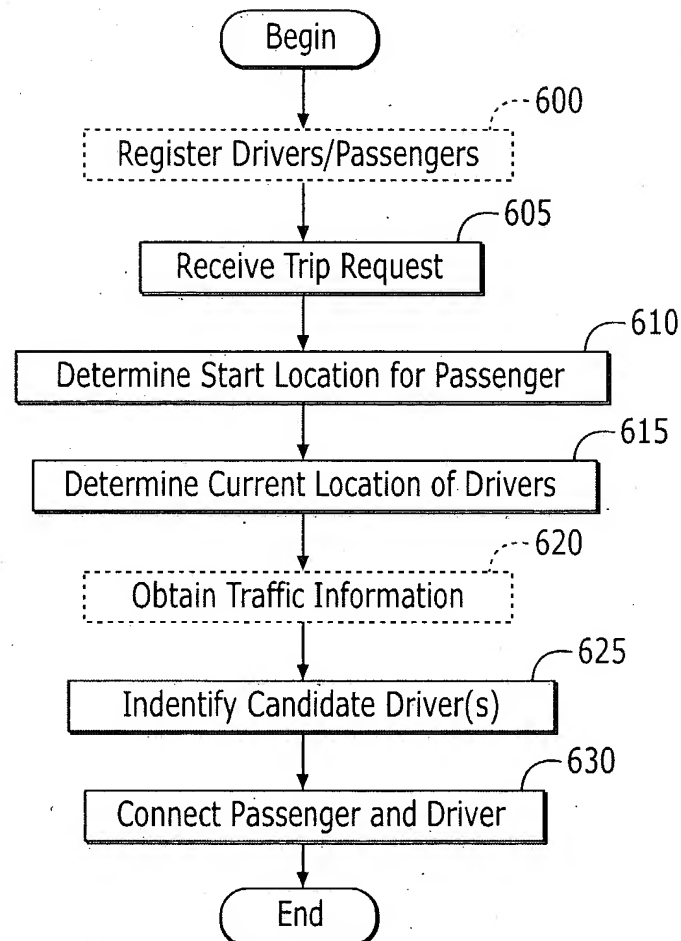 Begin
600
Register Drivers/Passengers
605
Receive Trip Request
610
Determine Start Location for Passenger
615
Determine Current Location of Drivers
620
Obtain Traffic Information
625
Indentify Candidate Driver(s)
630
Connect Passenger and Driver
End